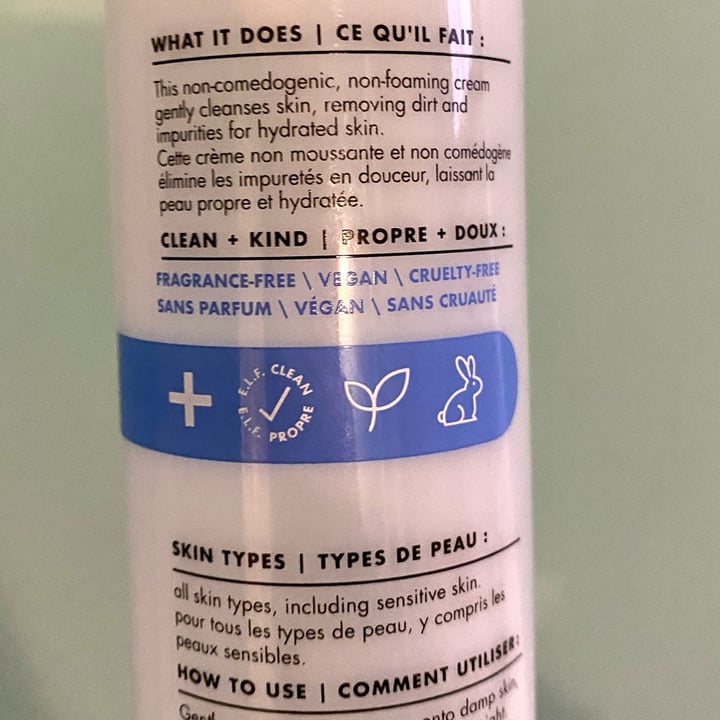 WHAT IT DOES | CE QU'IL FAIT :
This non-comedogenic, non-foaming cream
gently cleanses skin, removing dirt and
impurities for hydrated skin.
Cette crème non moussante et non comédogène
élimine les impuretés en douceur, laissant la
peau propre et hydratée.
CLEAN + KIND | PROPRE + DOUX :
FRAGRANCE-FREE \ VEGAN \ CRUELTY-FREE
SANS PARFUM \ VÉGAN \ SANS CRUAUTÉ
E.L.F. CLEAN
E.L.F. PROPRE
SKIN TYPES | TYPES DE PEAU :
all skin types, including sensitive skin.
pour tous les types de peau, y compris les
peaux sensibles.
HOW TO USE | COMMENT UTILISER:
onto damp skin,